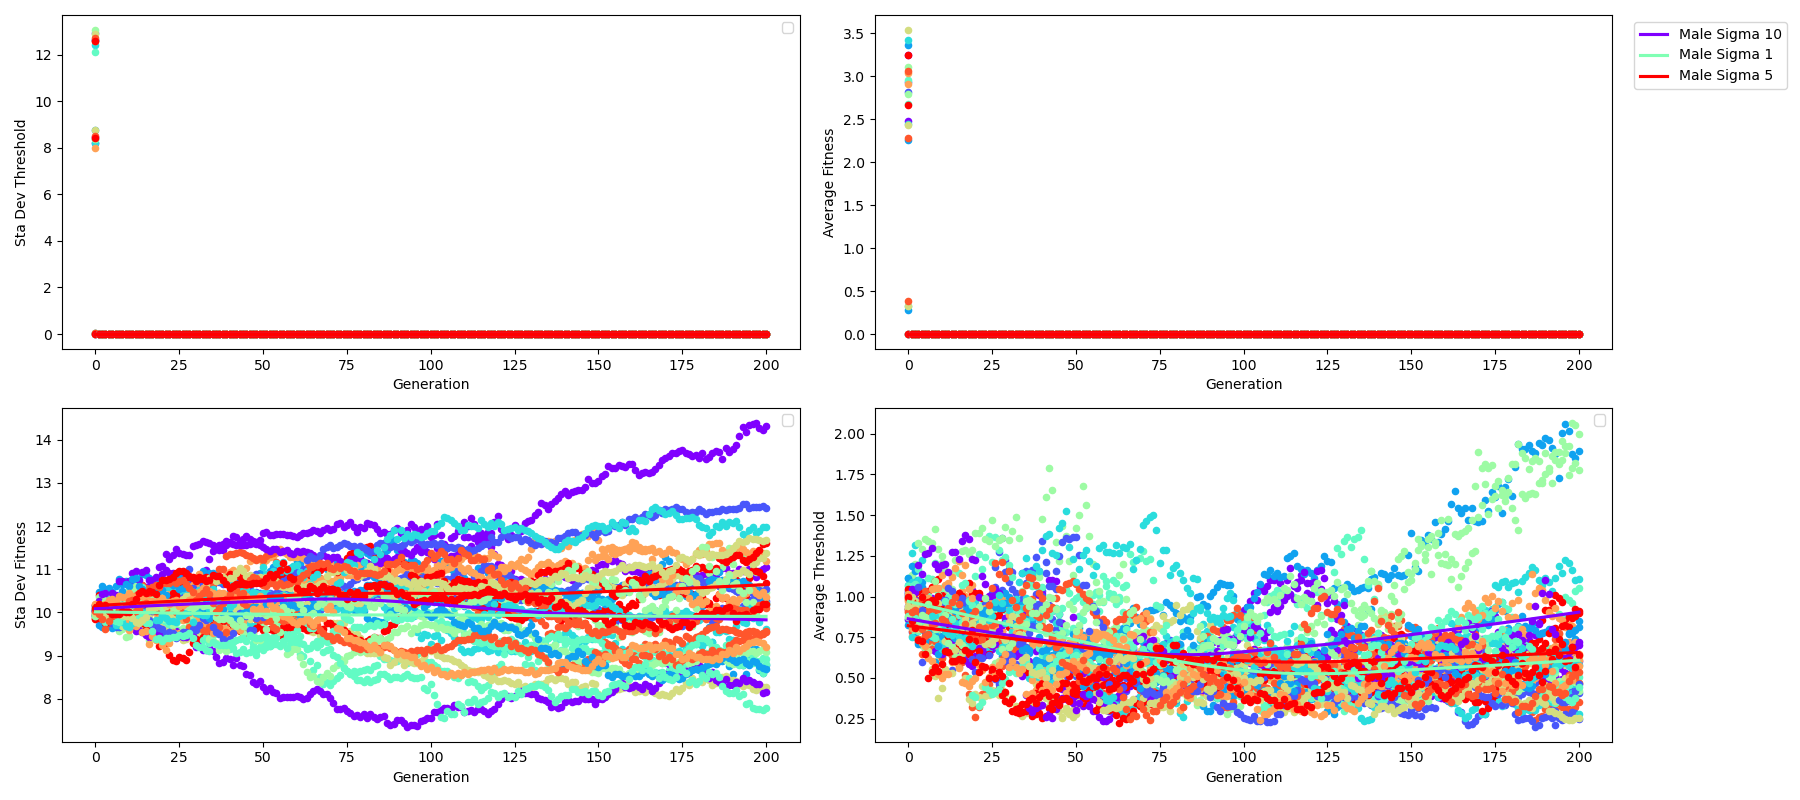 Sta Dev Threshold
12
10
8
6
4
2
0
0 25 50 75 100 125 150 175 200
Generation
Average Fitness
3.5
3.0
2.5
2.0
1.5
1.0
0.5
0.0
0 25 50 75 100 125 150 175 200
Generation
Male Sigma 10
Male Sigma 1
Male Sigma 5
Sta Dev Fitness
14
13
12
11
10
9
8
0 25 50 75 100 125 150 175 200
Generation
Average Threshold
2.00
1.75
1.50
1.25
1.00
0.75
0.50
0.25
0 25 50 75 100 125 150 175 200
Generation